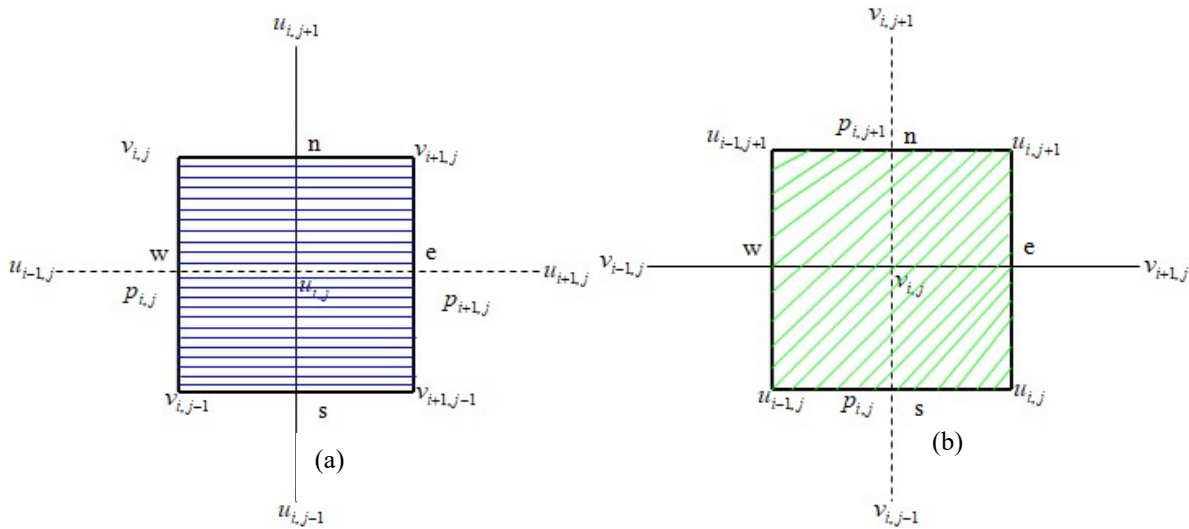 u_{i,j+1}
v_{i,j}
n
v_{i+1,j}
w
e
u_{i-1,j}
u_{i+1,j}
p_{i,j}
u_{i,j}
p_{i+1,j}
v_{i,j-1}
s
v_{i+1,j-1}
(a)
u_{i,j-1}
v_{i,j+1}
p_{i,j+1}
n
u_{i-1,j+1}
u_{i,j+1}
w
e
v_{i-1,j}
v_{i,j}
v_{i+1,j}
u_{i-1,j}
p_{i,j}
s
u_{i,j}
(b)
v_{i,j-1}